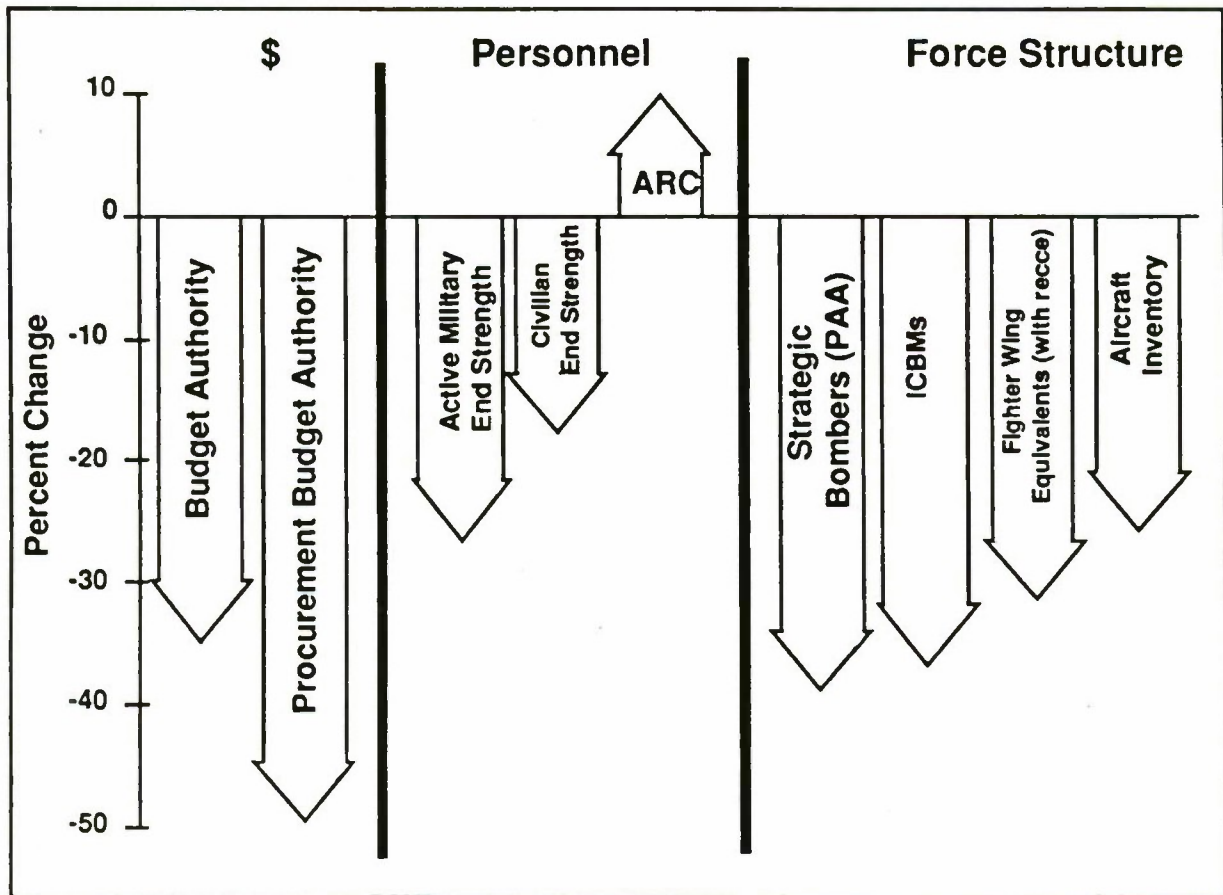 $
Personnel
Force Structure
Percent Change
10
0
-10
-20
-30
-40
-50
Budget Authority
Procurement Budget Authority
Active Military
End Strength
Civilian
End Strength
ARC
Strategic
Bombers (PAA)
ICBMs
Fighter Wing
Equivalents (with recce)
Aircraft
Inventory